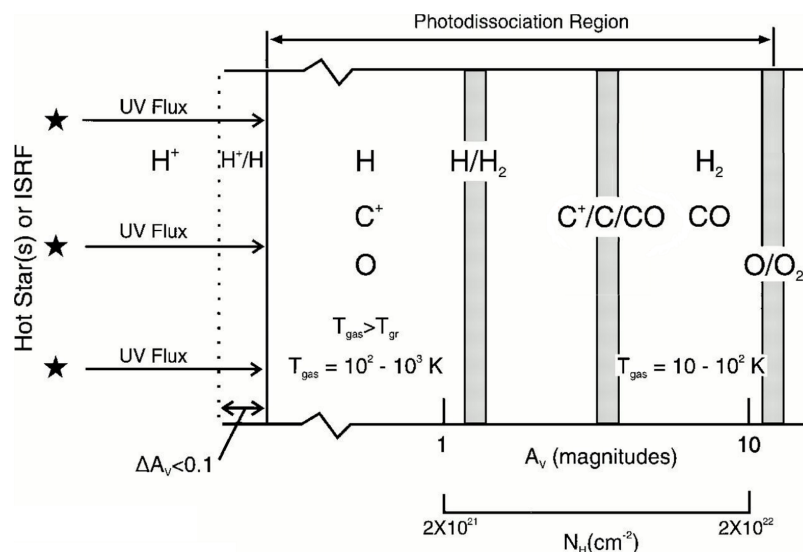 Photodissociation Region
Hot Star(s) or ISRF
UV Flux
H⁺
H⁺/H
H
H/H₂
H₂
C⁺
C⁺/C/CO
CO
UV Flux
O
O/O₂
T_gas>T_gr
UV Flux
T_gas = 10² - 10³ K
T_gas = 10 - 10² K
ΔA_v<0.1
1
A_v (magnitudes)
10
2X10²¹
N_H(cm⁻²)
2X10²²